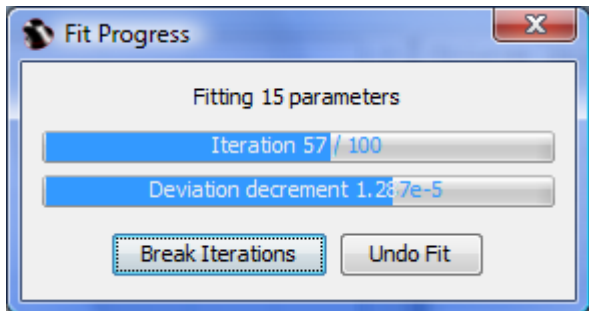 Fit Progress
Fitting 15 parameters
Iteration 57 / 100
Deviation decrement 1.287e-5
Break Iterations Undo Fit